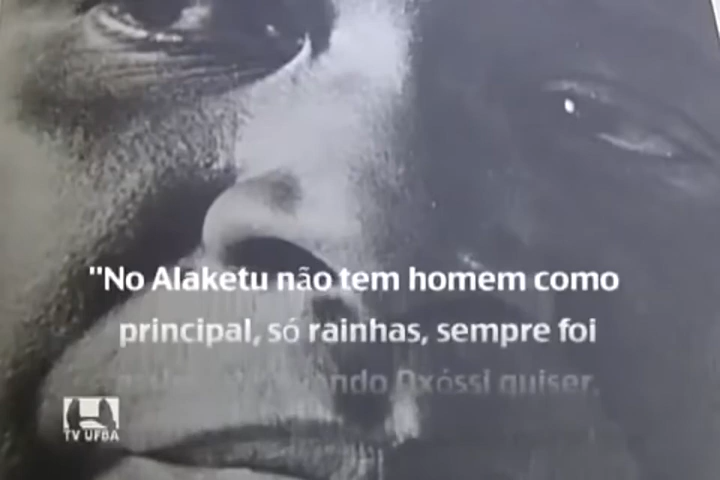 "No Alaketu não tem homem como
principal, só rainhas, sempre foi
Oxóssi quiser.
TV UFBA